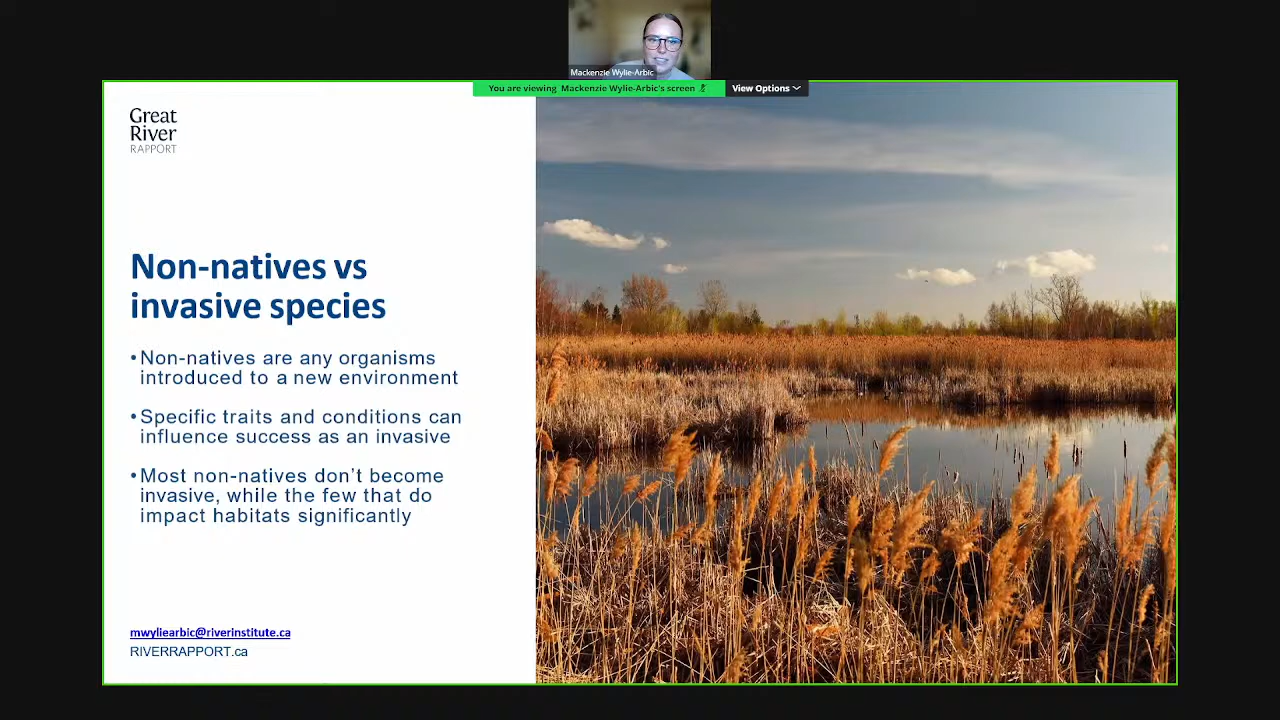 Mackenzie Wylie-Arbic
You are viewing Mackenzie Wylie-Arbic's screen
View Options
Great
River
RAPPORT
Non-natives vs
invasive species
•Non-natives are any organisms
introduced to a new environment
•Specific traits and conditions can
influence success as an invasive
•Most non-natives don't become
invasive, while the few that do
impact habitats significantly
mwyliearbic@riverinstitute.ca
RIVERRAPPORT.ca